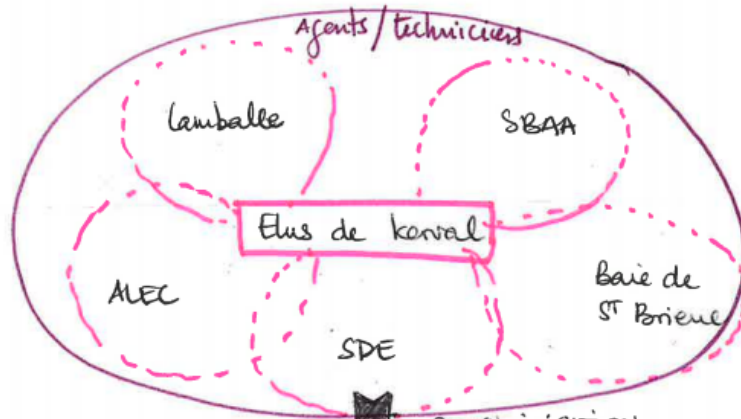 Agents / techniciens
Lamballe
SBAA
Elus de kerval
ALEC
Baie de
ST Brieuc
SDE